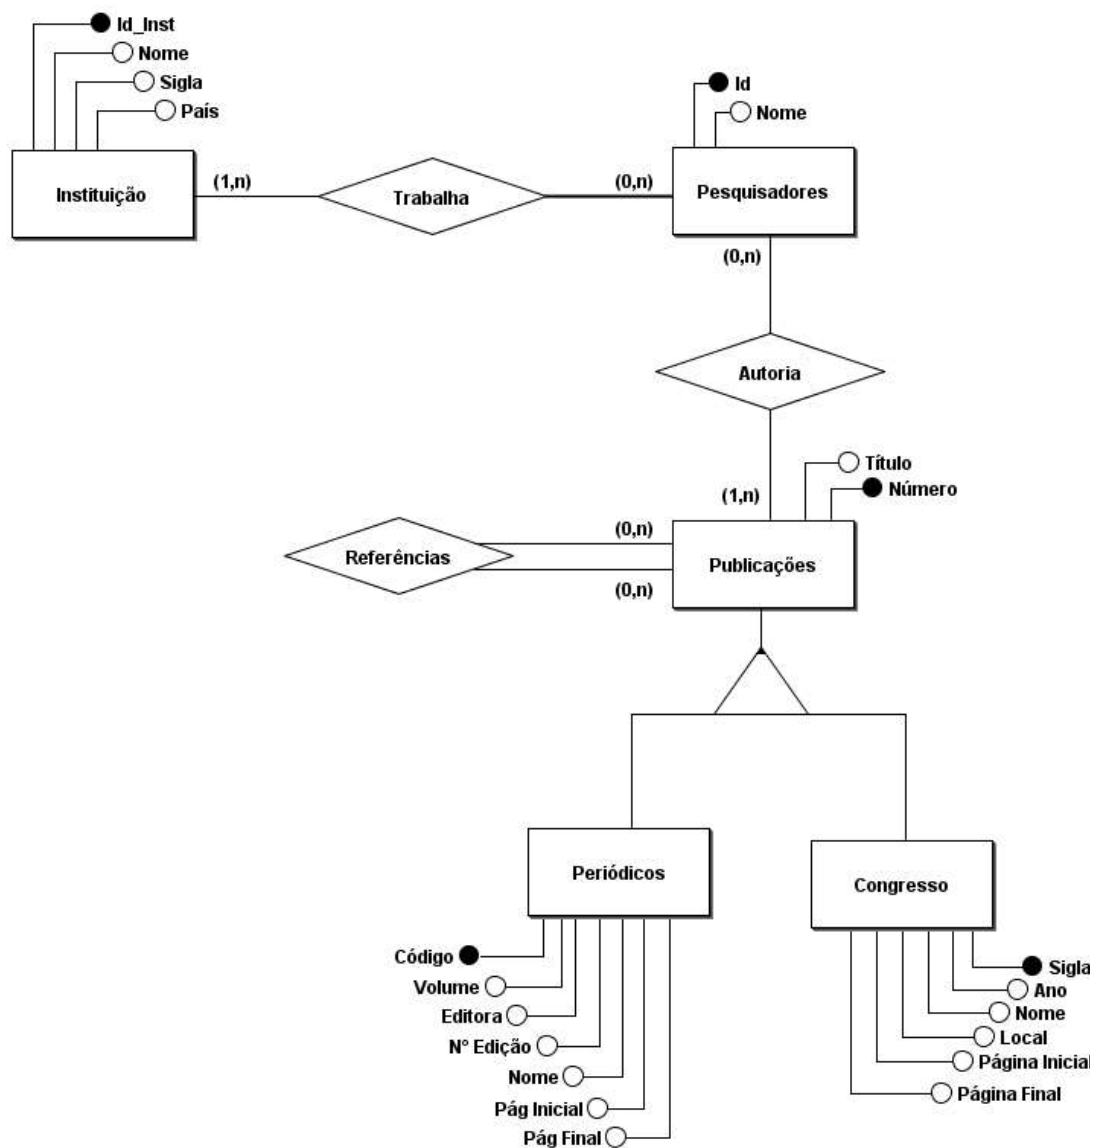 Id_Inst
Nome
Sigla
País
Instituição
(1,n)
Trabalha
(0,n)
Id
Nome
Pesquisadores
(0,n)
Autoria
(1,n)
Título
Número
Publicações
(0,n)
(0,n)
Referências
Periódicos
Código
Volume
Editora
N° Edição
Nome
Pág Inicial
Pág Final
Congresso
Sigla
Ano
Nome
Local
Página Inicial
Página Final